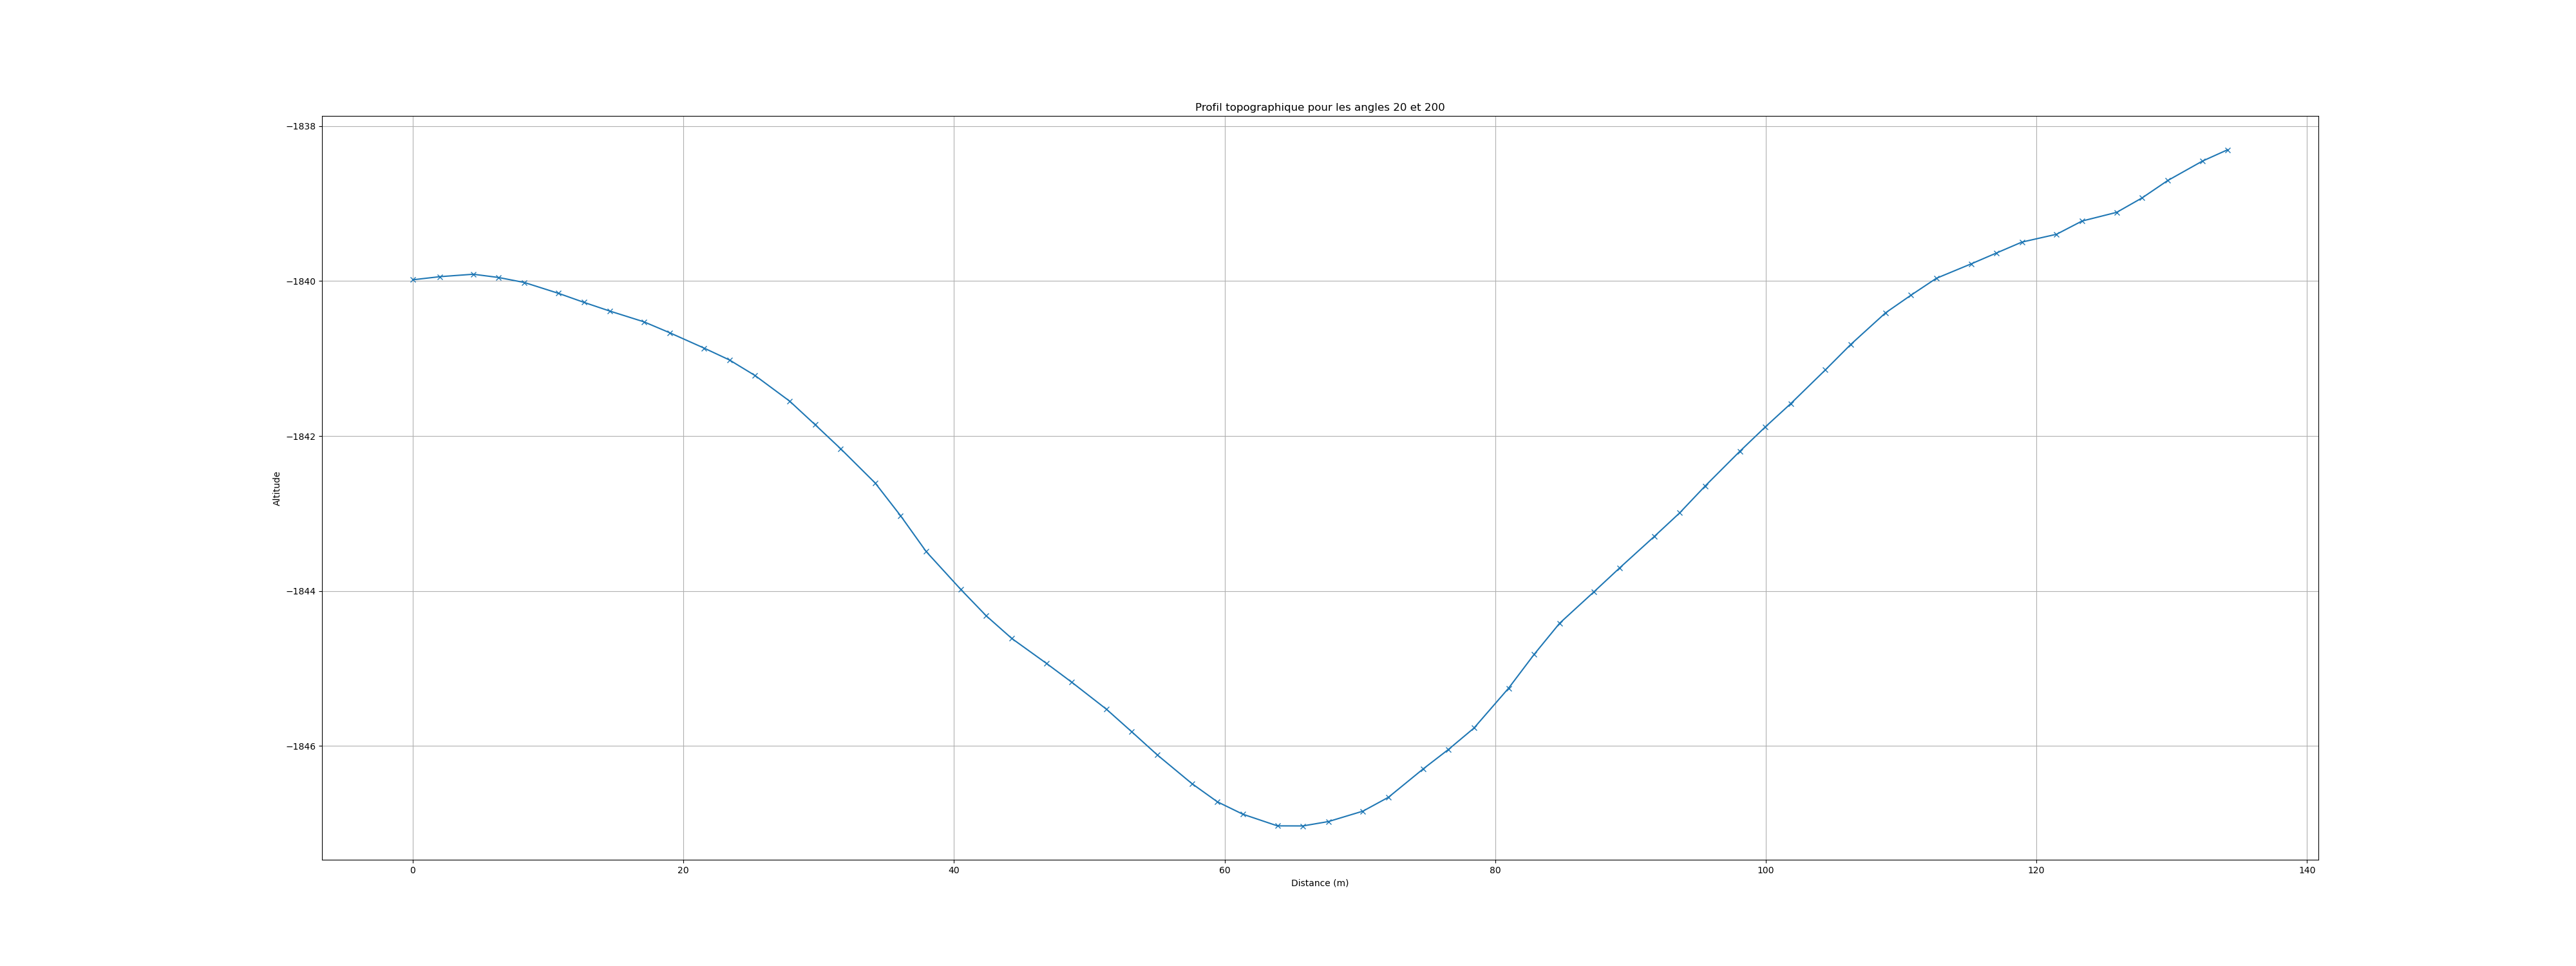 Profil topographique pour les angles 20 et 200
−1838
−1840
−1842
−1844
−1846
Altitude
0 20 40 60 80 100 120 140
Distance (m)